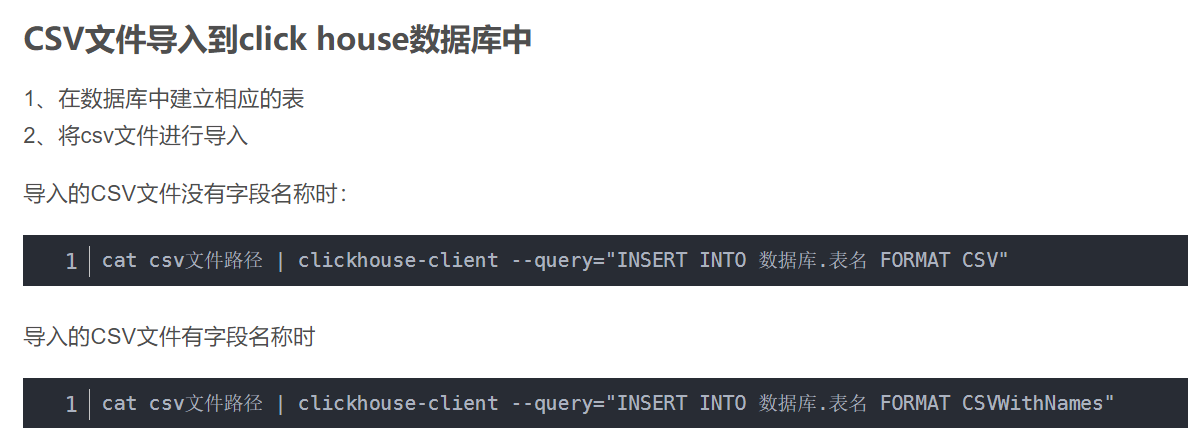 CSV文件导入到click house数据库中
1、在数据库中建立相应的表
2、将csv文件进行导入
导入的CSV文件没有字段名称时：
1 cat csv文件路径 | clickhouse-client --query="INSERT INTO 数据库.表名 FORMAT CSV"
导入的CSV文件有字段名称时
1 cat csv文件路径 | clickhouse-client --query="INSERT INTO 数据库.表名 FORMAT CSVWithNames"